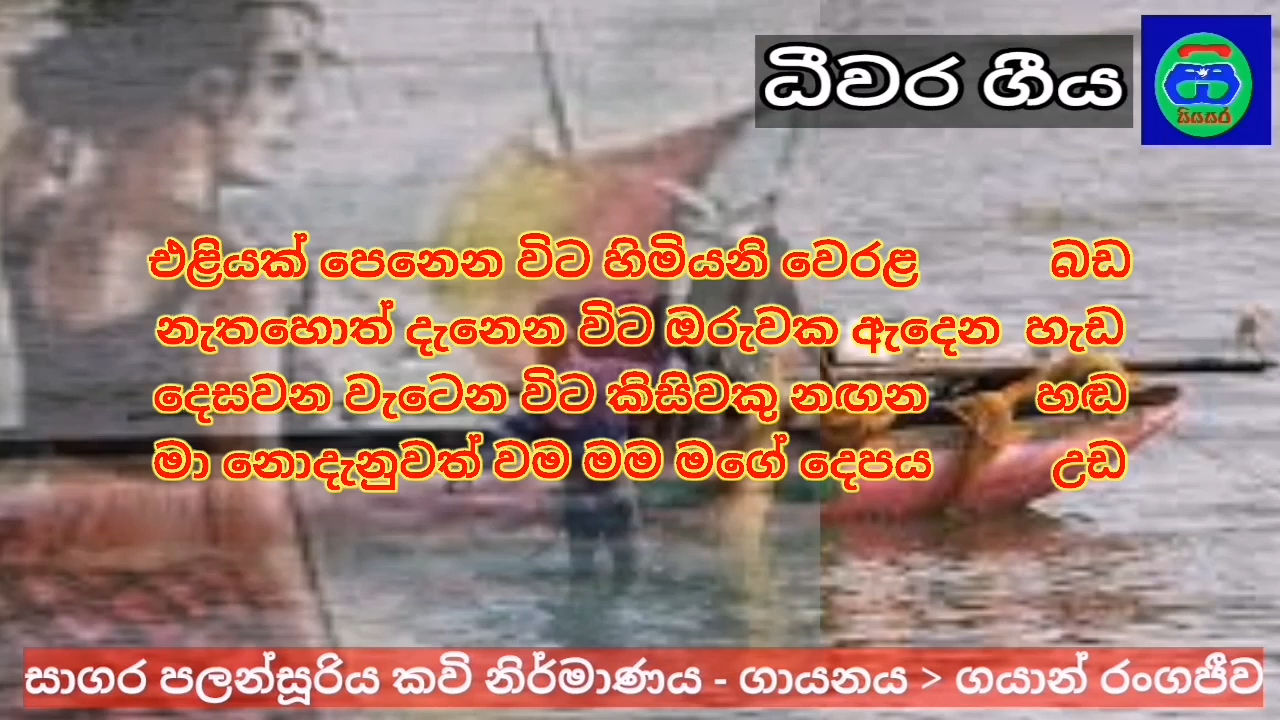 ධීවර ගීය
සියසර
එළියක් පෙනෙන විට හිමියනි වෙරළ බඩ
නැතහොත් දැනෙන විට ඔරුවක ඇදෙන හැඩ
දෙසවන වැටෙන විට කිසිවකු නඟන හඬ
මා නොදැනුවත් වම මම මගේ දෙපය උඩ
සාගර පලන්සූරිය කවි නිර්මාණය - ගායනය > ගයාන් රංගජීව